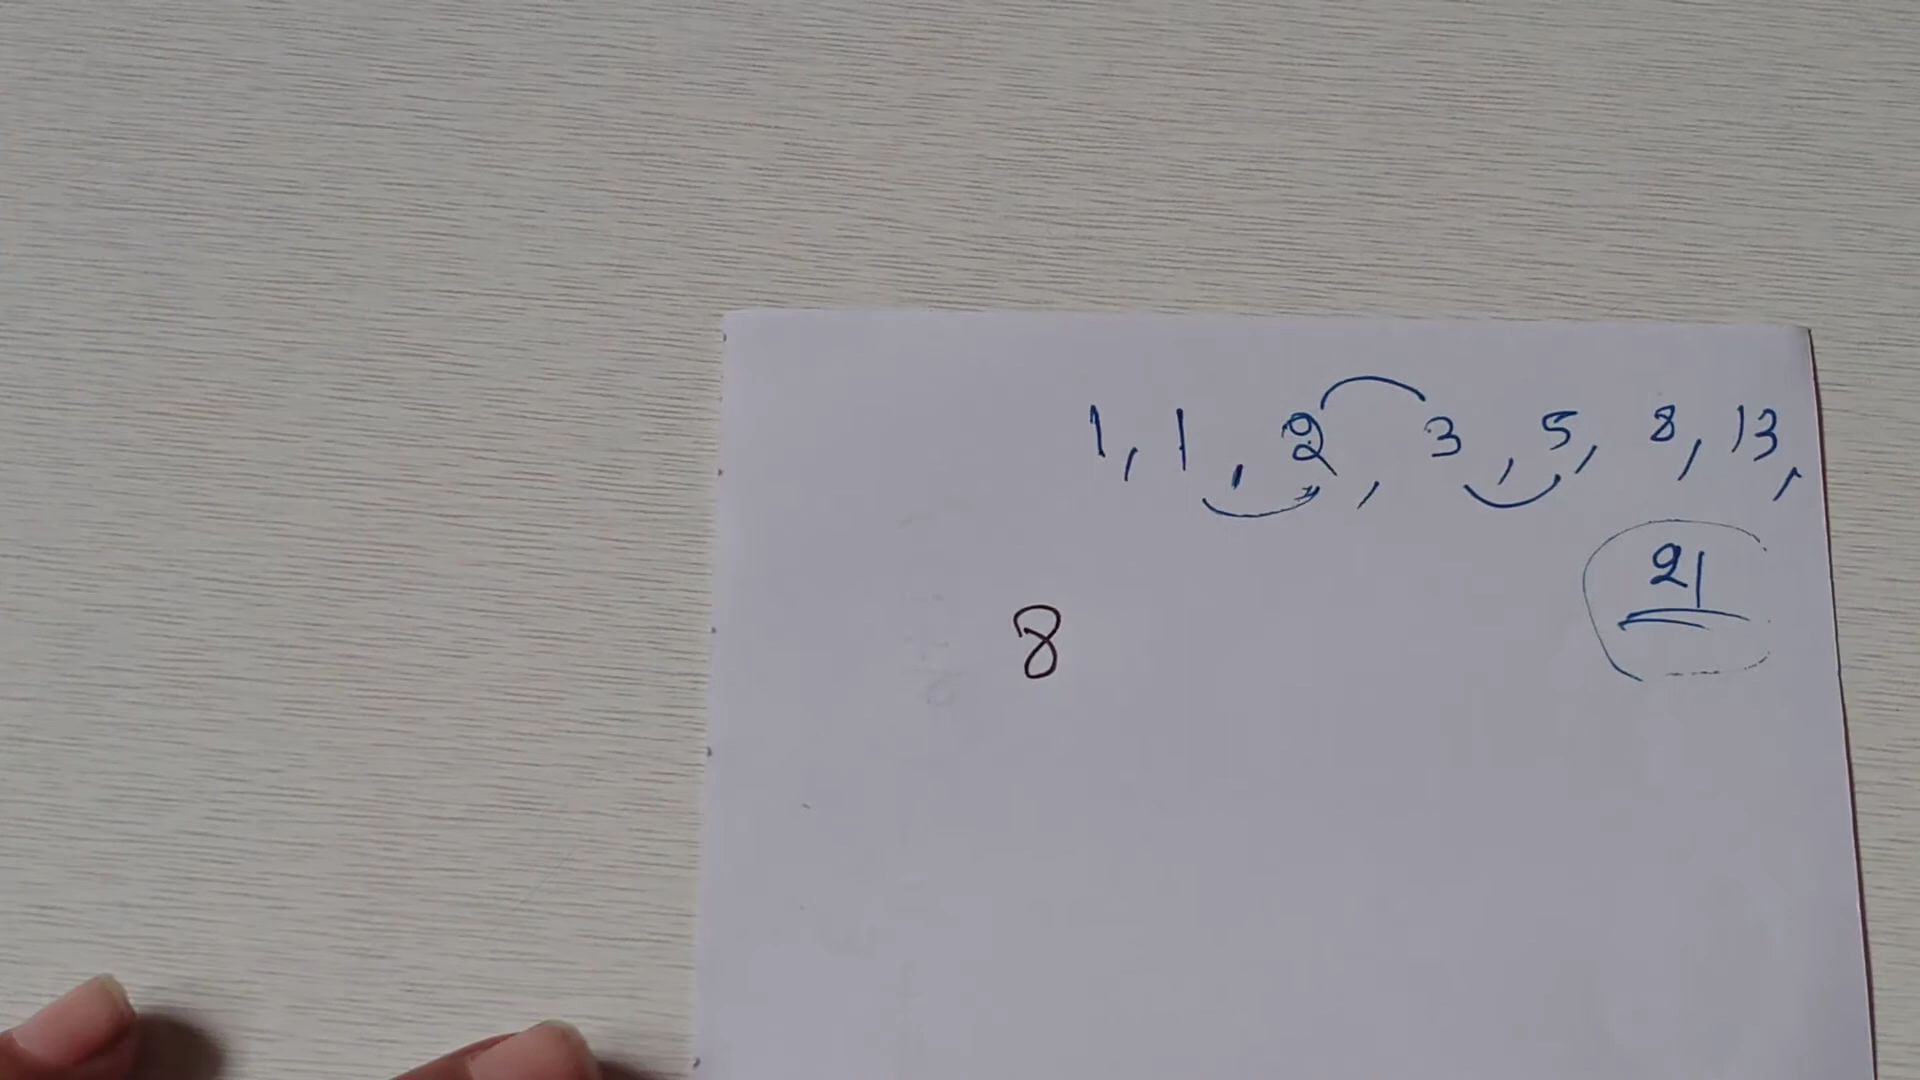 1, 1, 2, 3, 5, 8, 13,
21
8